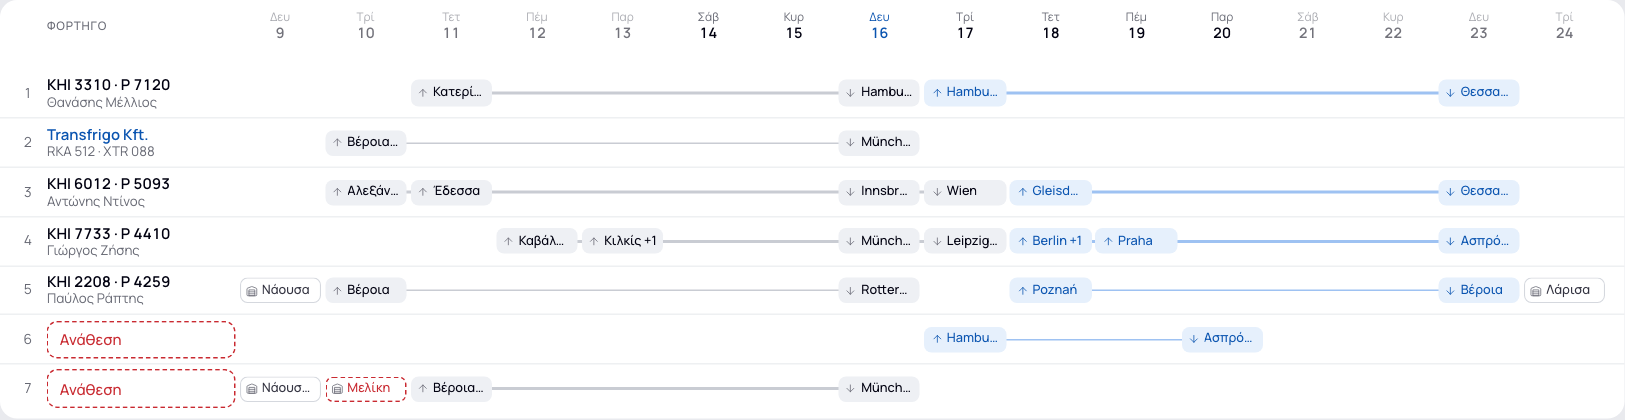 ΦΟΡΤΗΓΟ
Δευ 9 Τρί 10 Τετ 11 Πέμ 12 Παρ 13 Σάβ 14 Κυρ 15 Δευ 16 Τρί 17 Τετ 18 Πέμ 19 Παρ 20 Σάβ 21 Κυρ 22 Δευ 23 Τρί 24
1 KHI 3310 · P 7120 ↑ Κατερί... ↓ Hambu... ↑ Hambu... ↓ Θεσσα...
Θανάσης Μέλλιος
2 Transfrigo Kft. ↑ Βέροια... ↓ Münch...
RKA 512 · XTR 088
3 KHI 6012 · P 5093 ↑ Αλεξάν... ↑ Έδεσσα ↓ Innsbr... ↓ Wien ↑ Gleisd... ↓ Θεσσα...
Αντώνης Ντίνος
4 KHI 7733 · P 4410 ↑ Καβάλ... ↑ Κιλκίς +1 ↓ Münch... ↓ Leipzig... ↑ Berlin +1 ↑ Praha ↓ Ασπρό...
Γιώργος Ζήσης
5 KHI 2208 · P 4259 Νάουσα ↑ Βέροια ↓ Rotter... ↑ Poznań ↓ Βέροια Λάρισα
Παύλος Ράπτης
6 Ανάθεση ↑ Hambu... ↓ Ασπρό...
7 Ανάθεση Νάουσ... Μελίκη ↑ Βέροια... ↓ Münch...